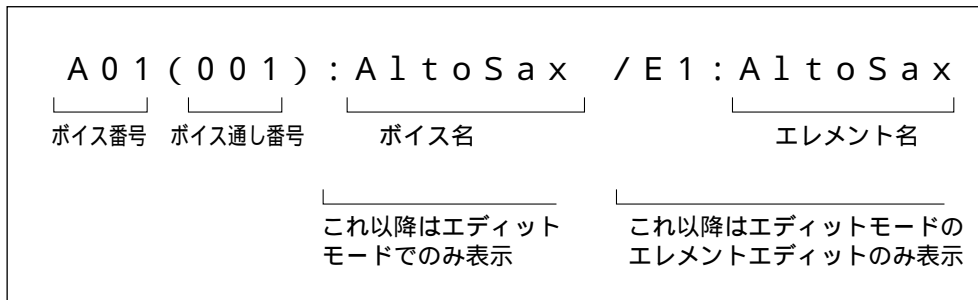 A01(001):AltoSax /E1:AltoSax
ボイス番号 ボイス通し番号 ボイス名 エレメント名
これ以降はエディット これ以降はエディットモードの
モードでのみ表示 エレメントエディットのみ表示